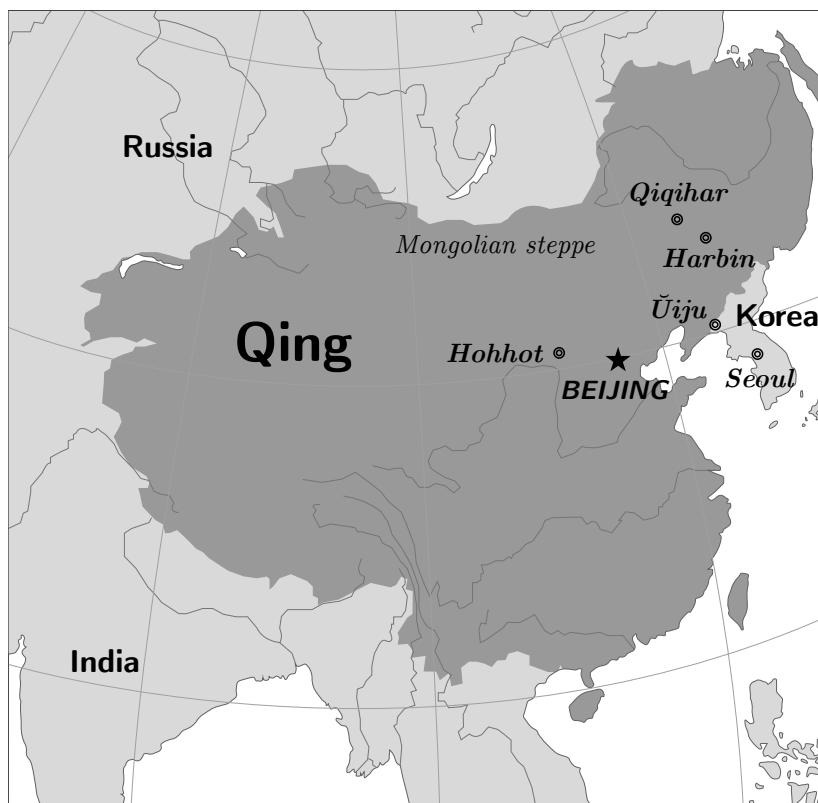 Russia
Qiqihar
Mongolian steppe
Harbin
Ŭiju
Korea
Qing
Hohhot
BEIJING
Seoul
India